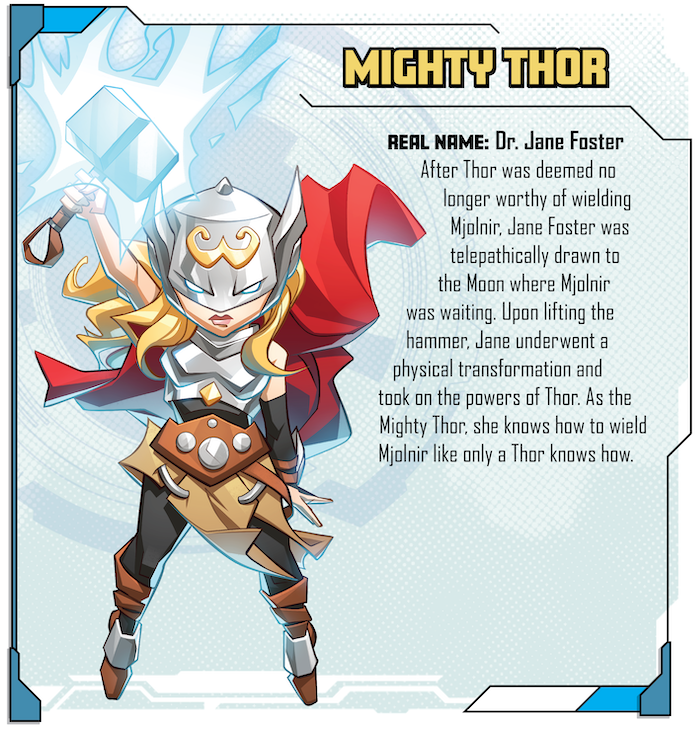 MIGHTY THOR
REAL NAME: Dr. Jane Foster
After Thor was deemed no
longer worthy of wielding
Mjolnir, Jane Foster was
telepathically drawn to
the Moon where Mjolnir
was waiting. Upon lifting the
hammer, Jane underwent a
physical transformation and
took on the powers of Thor. As the
Mighty Thor, she knows how to wield
Mjolnir like only a Thor knows how.